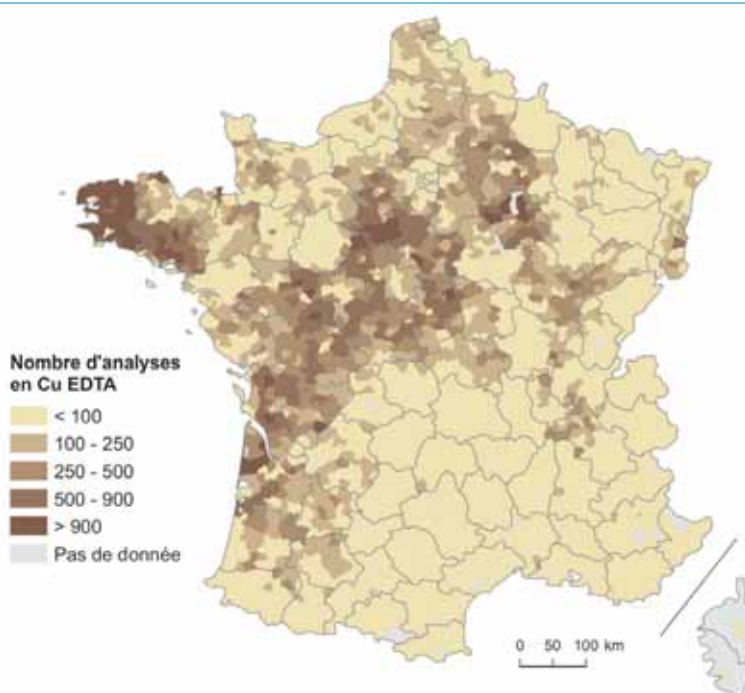 Nombre d'analyses
en Cu EDTA
< 100
100 - 250
250 - 500
500 - 900
> 900
Pas de donnée
0 50 100 km